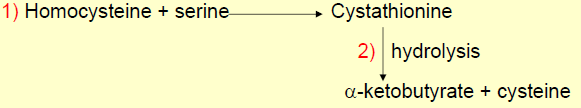 1) Homocysteine + serine Cystathionine
2) hydrolysis
α-ketobutyrate + cysteine